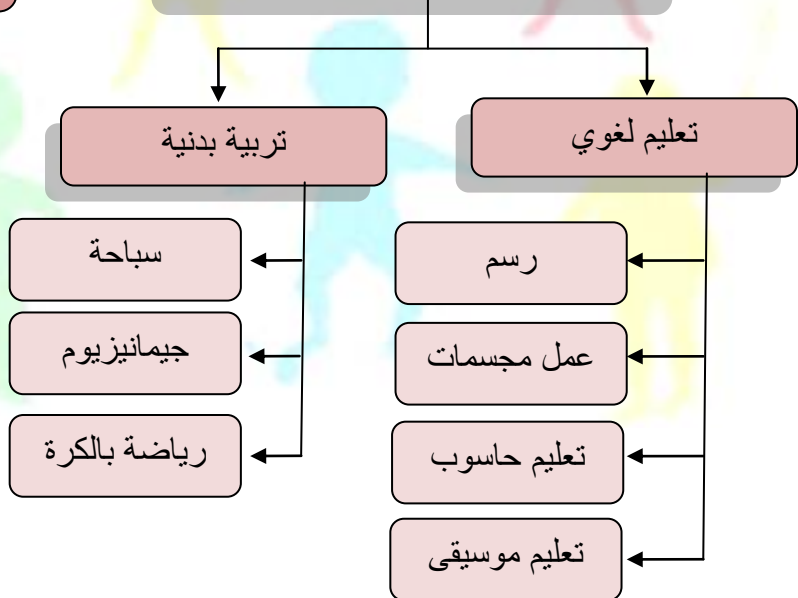 تعليم لغوي
رسم
عمل مجسمات
تعليم حاسوب
تعليم موسيقى
تربية بدنية
سباحة
جيمانيزيوم
رياضة بالكرة